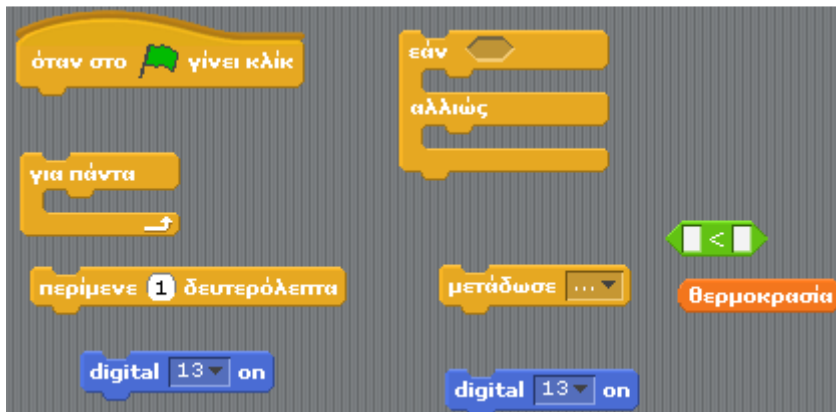 όταν στο γίνει κλίκ
εάν
αλλιώς
για πάντα
<
περίμενε 1 δευτερόλεπτα
μετάδωσε ...
θερμοκρασία
digital 13 on
digital 13 on